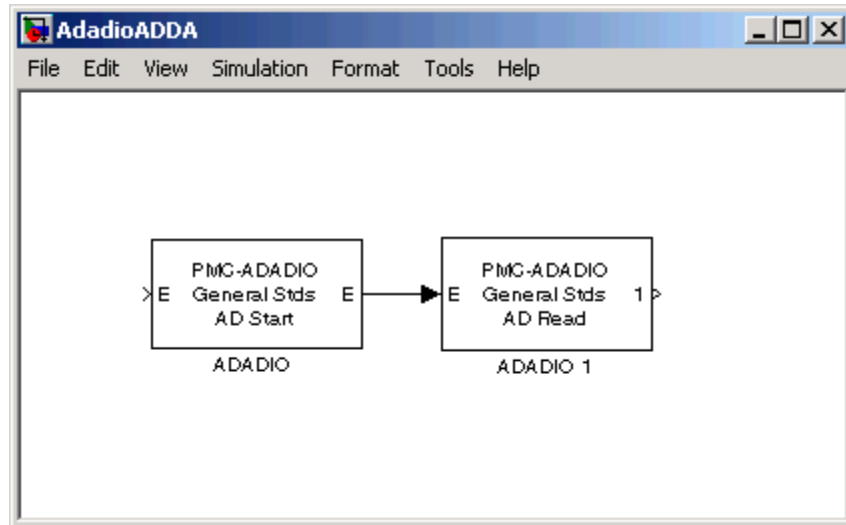 AdadioADDA
File Edit View Simulation Format Tools Help
PMC-ADADIO
E General Stds E
AD Start
ADADIO
PMC-ADADIO
E General Stds 1
AD Read
ADADIO 1